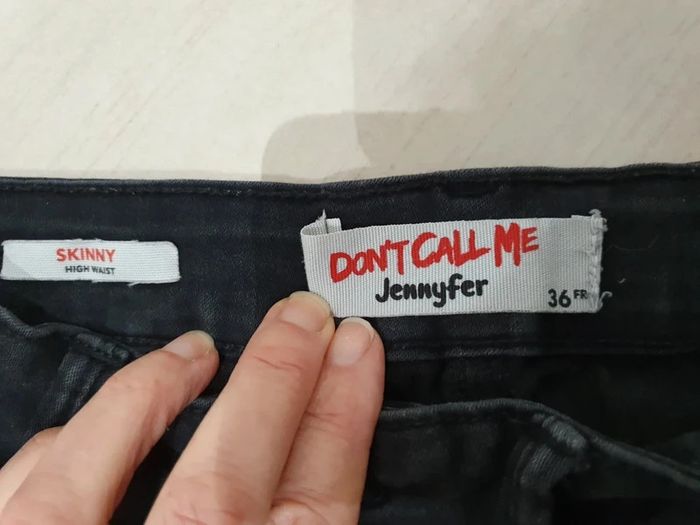 SKINNY
HIGH WAIST
DON'T CALL ME
Jennyfer
36 FR